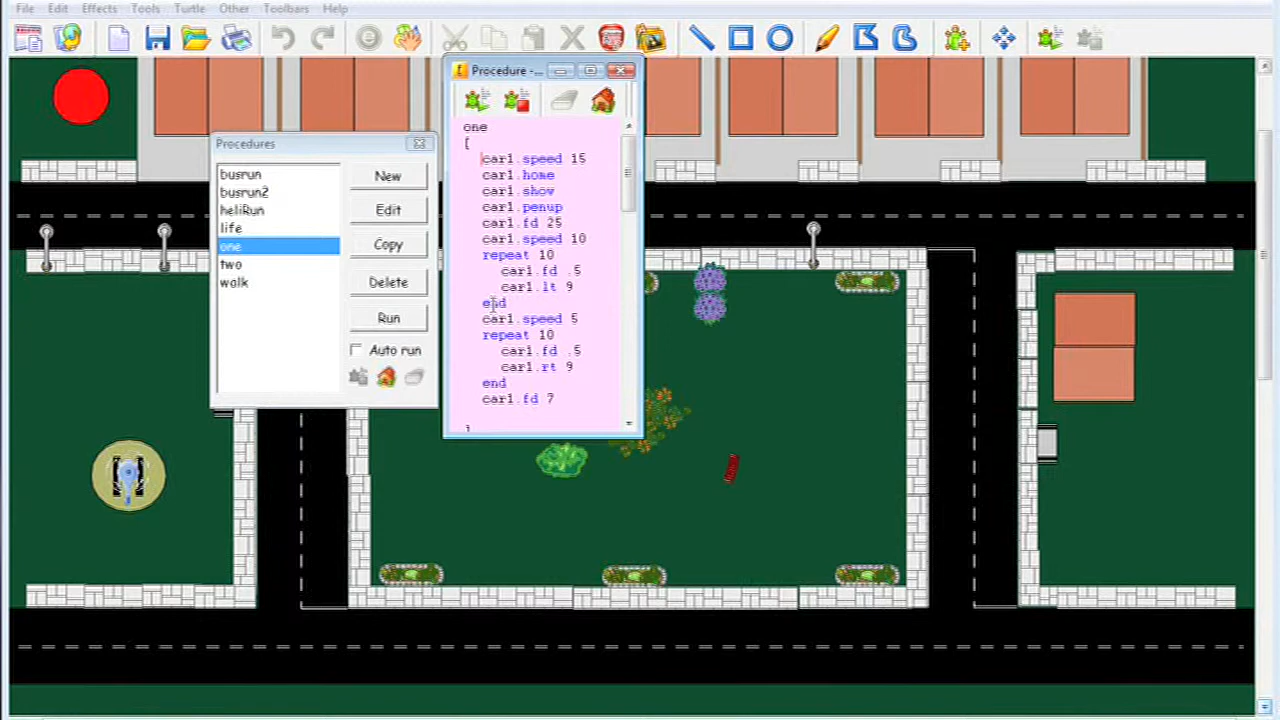 File Edit Effects Tools Turtle Other Toolbars Help
Procedure -...
Procedures
busrun
busrun2
heliRun
life
one
two
walk
New
Edit
Copy
Delete
Run
Auto run
one
[
car1.speed 15
car1.home
car1.show
car1.penup
car1.fd 25
car1.speed 10
repeat 10
car1.fd .5
car1.lt 9
end
car1.speed 5
repeat 10
car1.fd .5
car1.rt 9
end
car1.fd 7
]